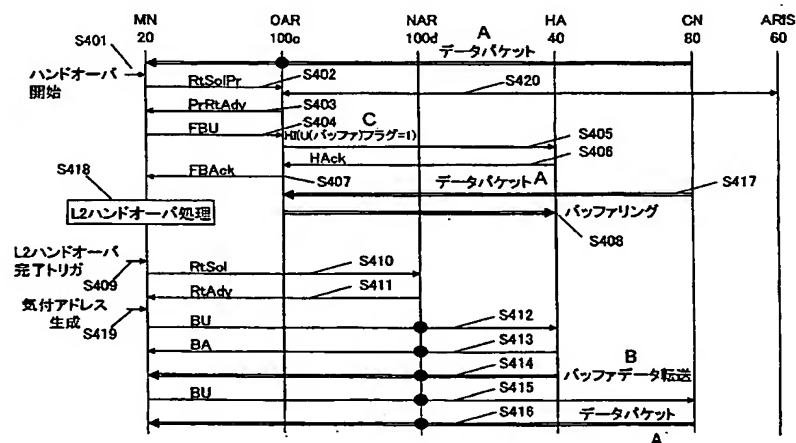 MN OAR NAR HA CN ARIS
20 100c 100d 40 80 60
A
データパケット
S401
ハンドオーバ
開始
RtSolPr S402
S420
PrRtAdv S403
C
FBU S404
HI(U(バッファ)フラグ=1) S405
HAck S406
S418
FBAck S407
データパケット A S417
L2ハンドオーバ処理
バッファリング
S408
L2ハンドオーバ
完了トリガ
S409
RtSol S410
RtAdv S411
気付アドレス
生成
S419
BU S412
BA S413
B
S414 バッファデータ転送
BU S415
S416 データパケット
A